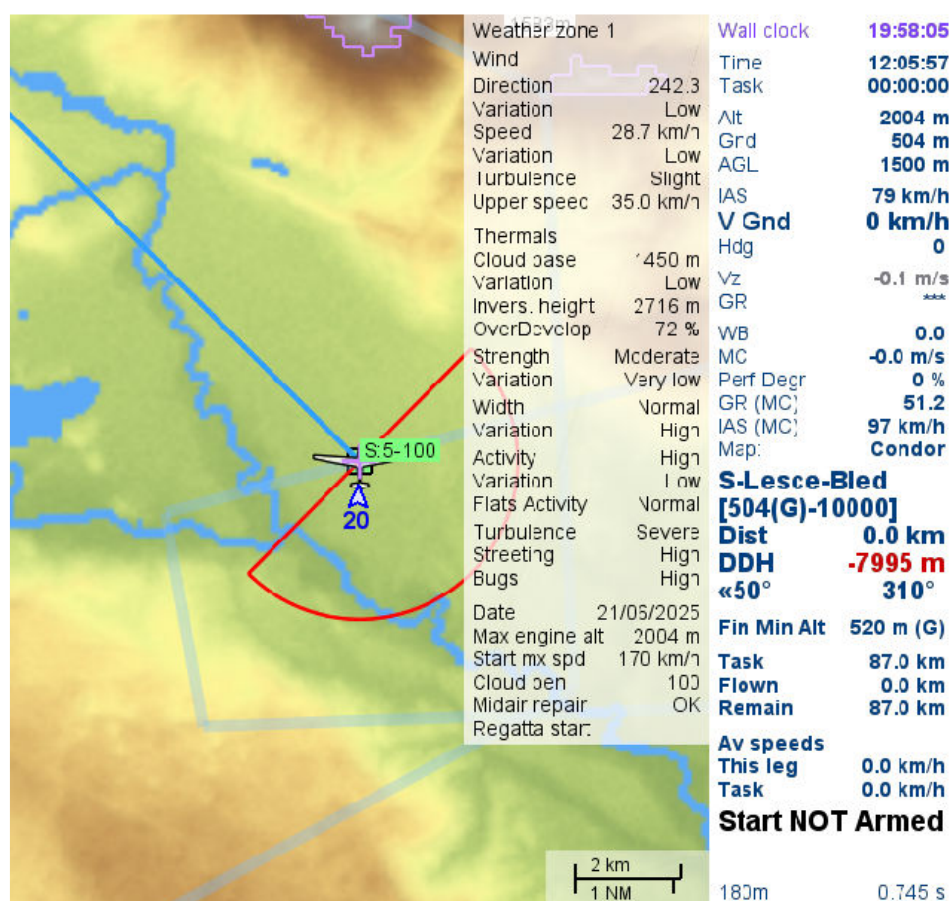 1533m
Weather zone 1
Wind
Direction 242.3
Variation Low
Speed 28.7 km/h
Variation Low
Turbulence Slight
Upper speed 35.0 km/h
Thermals
Cloud base 1450 m
Variation Low
Invers. height 2716 m
OverDevelop 72 %
Strength Moderate
Variation Very low
Width Normal
Variation High
Activity High
Variation Low
Flats Activity Normal
Turbulence Severe
Streeting High
Bugs High
Date 21/06/2025
Max engine alt 2004 m
Start mx spd 170 km/h
Cloud pen 100
Midair repair OK
Regatta start
S:5-100
20
2 km
1 NM
Wall clock 19:58:05
Time 12:05:57
Task 00:00:00
Alt 2004 m
Grd 504 m
AGL 1500 m
IAS 79 km/h
V Gnd 0 km/h
Hdg 0
Vz -0.1 m/s
GR ***
WB 0.0
MC -0.0 m/s
Perf Degr 0 %
GR (MC) 51.2
IAS (MC) 97 km/h
Map: Condor
S-Lesce-Bled
[504(G)-10000]
Dist 0.0 km
DDH -7995 m
«50° 310°
Fin Min Alt 520 m (G)
Task 87.0 km
Flown 0.0 km
Remain 87.0 km
Av speeds
This leg 0.0 km/h
Task 0.0 km/h
Start NOT Armed
180m 0.745 s